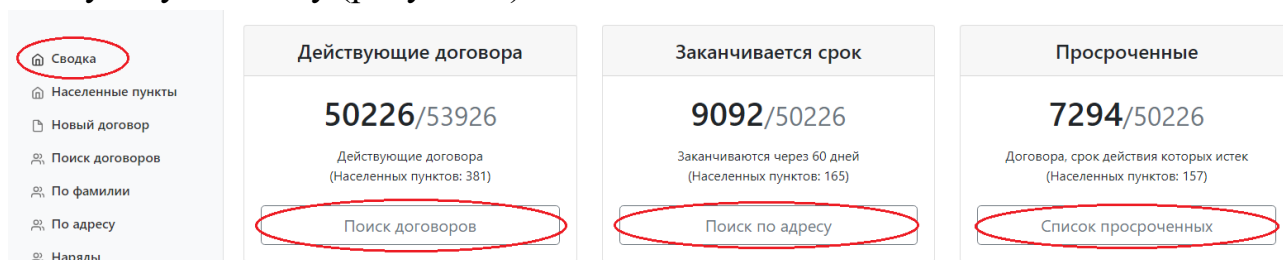 Сводка
Населенные пункты
Новый договор
Поиск договоров
По фамилии
По адресу
Наряды
Действующие договора
50226/53926
Действующие договора
(Населенных пунктов: 381)
Поиск договоров
Заканчивается срок
9092/50226
Заканчиваются через 60 дней
(Населенных пунктов: 165)
Поиск по адресу
Просроченные
7294/50226
Договора, срок действия которых истек
(Населенных пунктов: 157)
Список просроченных